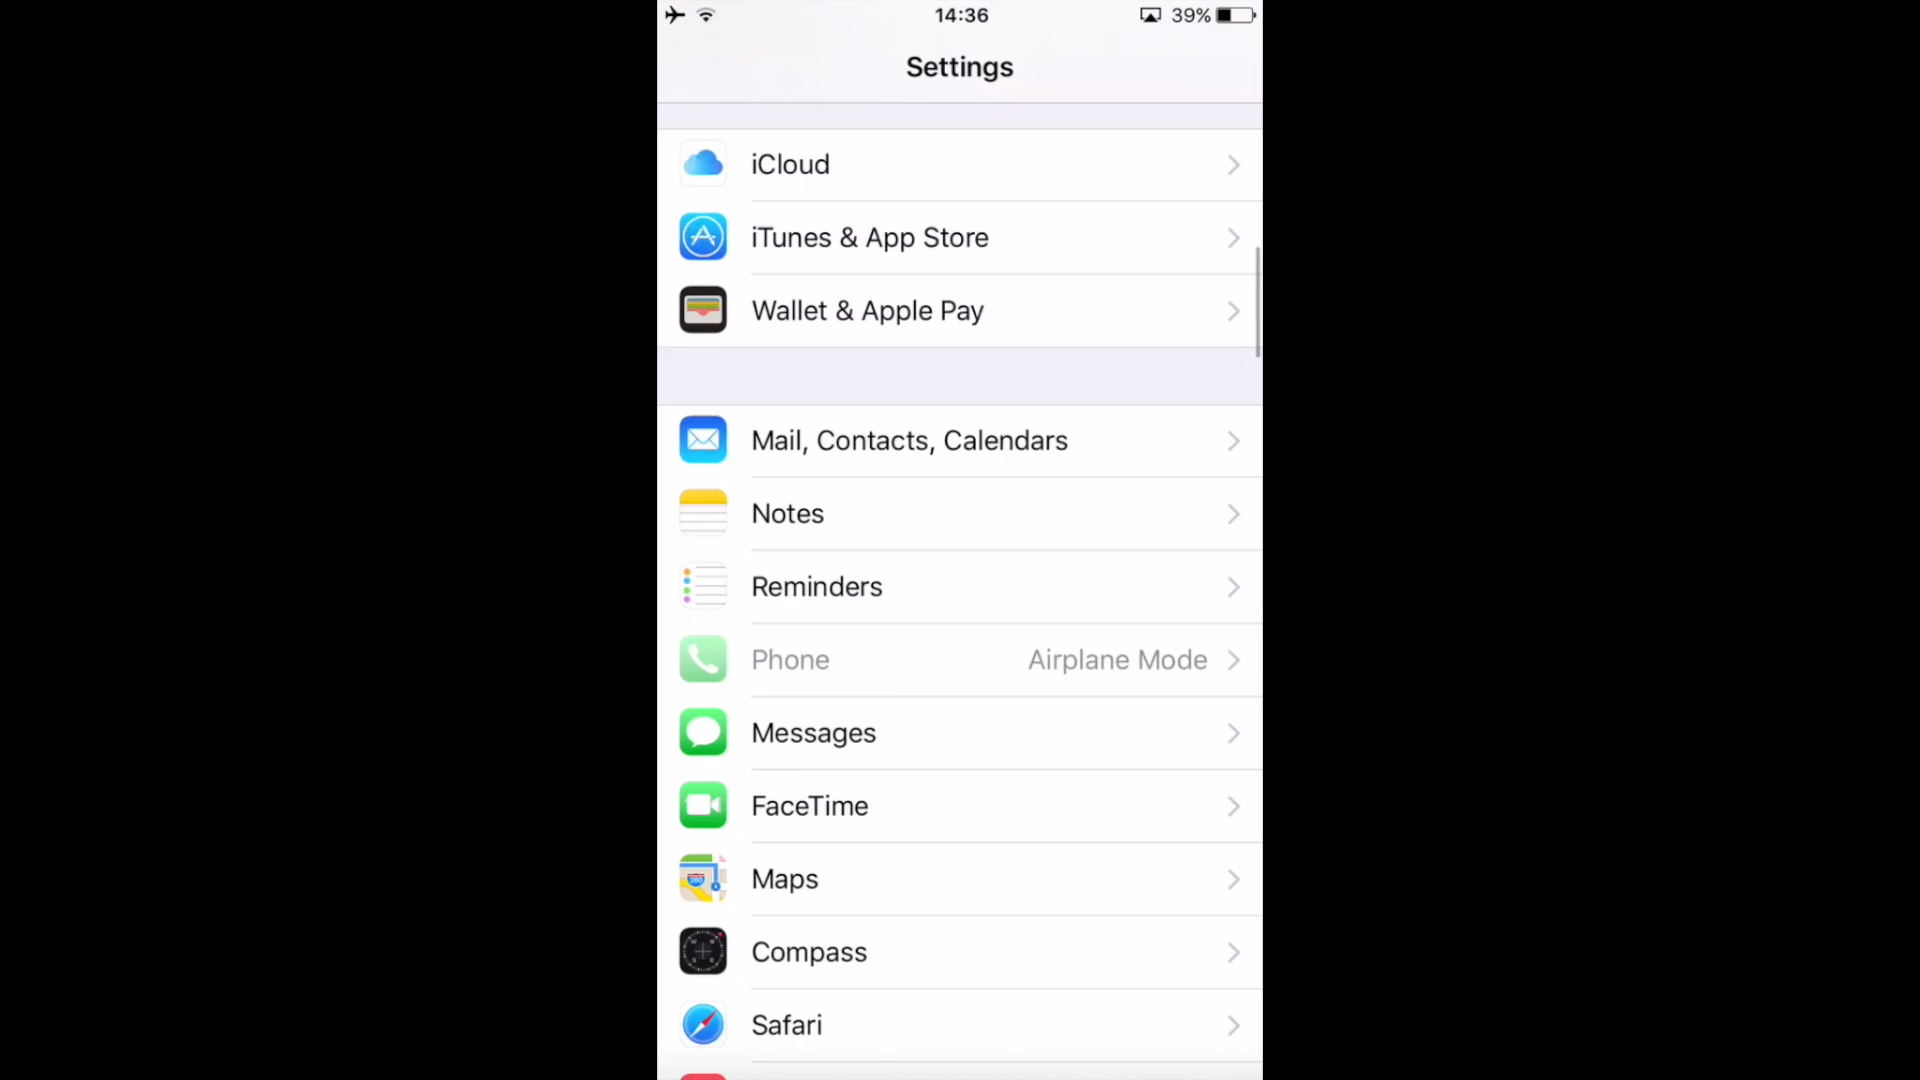 14:36
39%
Settings
iCloud
iTunes & App Store
Wallet & Apple Pay
Mail, Contacts, Calendars
Notes
Reminders
Phone Airplane Mode
Messages
FaceTime
Maps
Compass
Safari